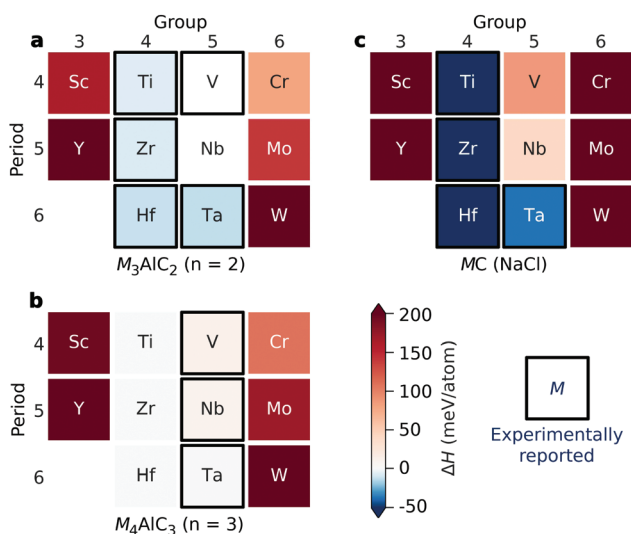 Group
a 3 4 5 6
4 Sc Ti V Cr
Period
5 Y Zr Nb Mo
6 Hf Ta W
M₃AlC₂ (n = 2)
Group
c 3 4 5 6
4 Sc Ti V Cr
Period
5 Y Zr Nb Mo
6 Hf Ta W
MC (NaCl)
b
4 Sc Ti V Cr
Period
5 Y Zr Nb Mo
6 Hf Ta W
M₄AlC₃ (n = 3)
200
150
100
50
0
-50
ΔH (meV/atom)
M
Experimentally
reported